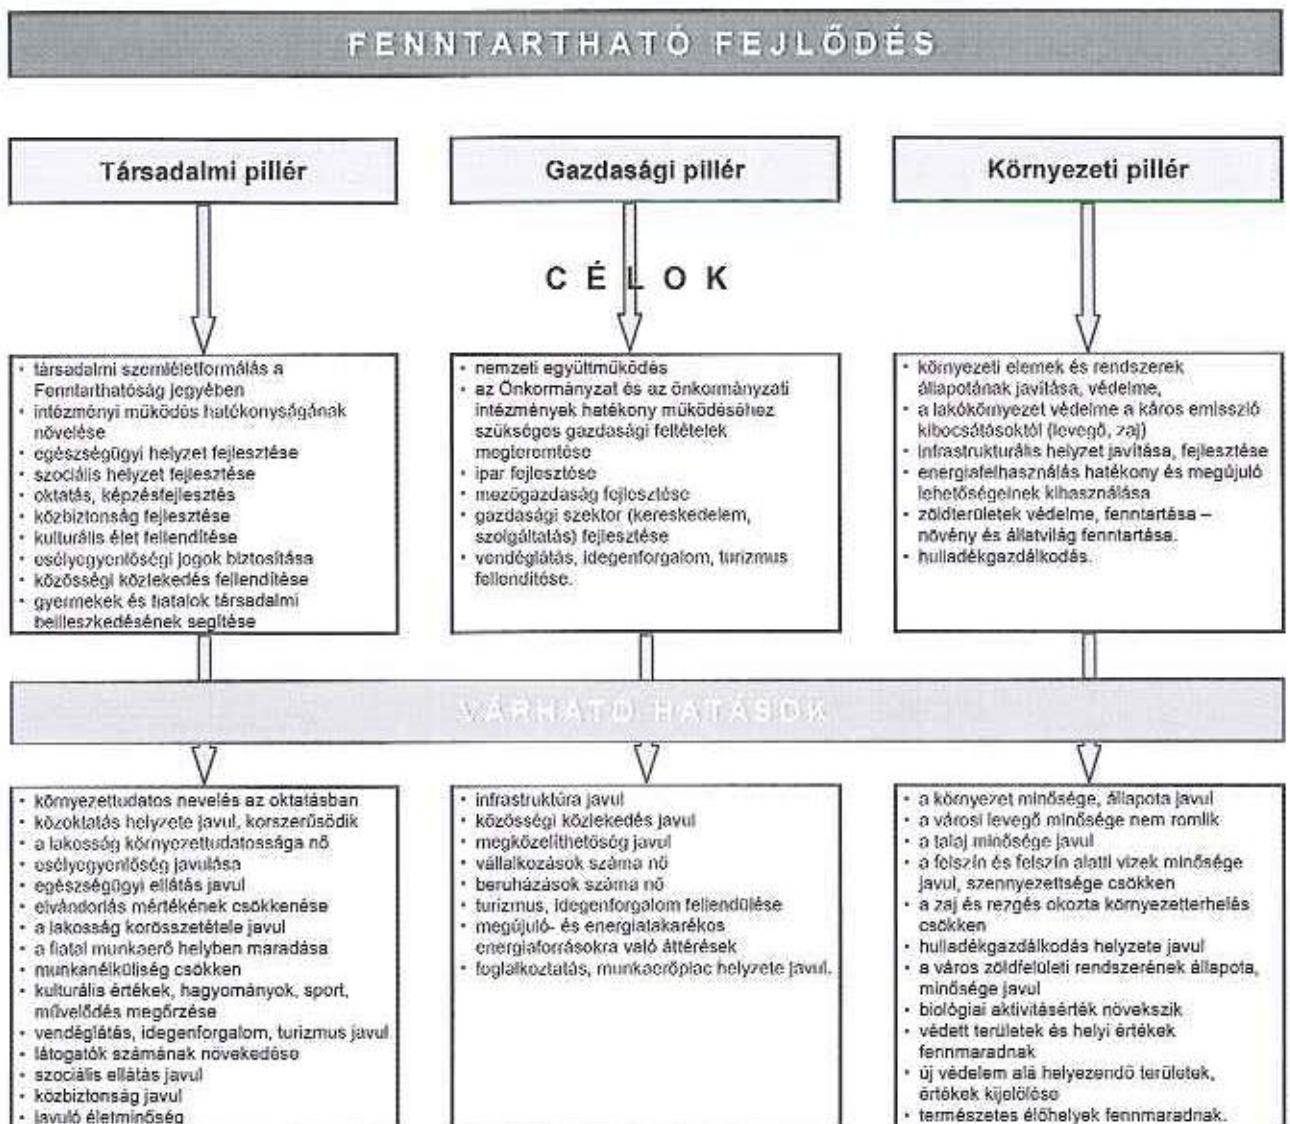 FENNTARTHATÓ FEJLŐDÉS
Társadalmi pillér
Gazdasági pillér
Környezeti pillér
CÉLOK
• társadalmi szemléletformálás a
Fenntarthatóság jegyében
• intézményi működés hatékonyságának
növelése
• egészségügyi helyzet fejlesztése
• szociális helyzet fejlesztése
• oktatás, képzésfejlesztés
• közbiztonság fejlesztése
• kulturális élet fellendítése
• esélyegyenlőségi jogok biztosítása
• közösségi közlekedés fellendítése
• gyermekek és fiatalok társadalmi
beilleszkedésének segítése
• nemzeti együttműködés
• az Önkormányzat és az önkormányzati
intézmények hatékony működéséhez
szükséges gazdasági feltételek
megteremtése
• ipar fejlesztése
• mezőgazdaság fejlesztése
• gazdasági szektor (kereskedelem,
szolgáltatás) fejlesztése
• vendéglátás, idegenforgalom, turizmus
fellendítése.
• környezeti elemek és rendszerek
állapotának javítása, védelme,
• a lakókörnyezet védelme a káros emisszió
kibocsátásoktól (levegő, zaj)
• infrastrukturális helyzet javítása, fejlesztése
• energiafelhasználás hatékony és megújuló
lehetőségeinek kihasználása
• zöldterületek védelme, fenntartása –
növény és állatvilág fenntartása.
• hulladékgazdálkodás.
VÁRHATÓ HATÁSOK
• környezettudatos nevelés az oktatásban
• közoktatás helyzete javul, korszerűsödik
• a lakosság környezettudatossága nő
• esélyegyenlőség javulása
• egészségügyi ellátás javul
• elvándorlás mértékének csökkenése
• a lakosság korösszetétele javul
• a fiatal munkaerő helyben maradása
• munkanélküliség csökken
• kulturális értékek, hagyományok, sport,
művelődés megőrzése
• vendéglátás, idegenforgalom, turizmus javul
• látogatók számának növekedése
• szociális ellátás javul
• közbiztonság javul
• javuló életminőség
• infrastruktúra javul
• közösségi közlekedés javul
• megközelíthetőség javul
• vállalkozások száma nő
• beruházások száma nő
• turizmus, idegenforgalom fellendülése
• megújuló- és energiatakarékos
energiaforrásokra való áttérések
• foglalkoztatás, munkaerőpiac helyzete javul.
• a környezet minősége, állapota javul
• a városi levegő minősége nem romlik
• a talaj minősége javul
• a felszín és felszín alatti vizek minősége
javul, szennyezettsége csökken
• a zaj és rezgés okozta környezetterhelés
csökken
• hulladékgazdálkodás helyzete javul
• a város zöldfelületi rendszerének állapota,
minősége javul
• biológiai aktivitásérték növekszik
• védett területek és helyi értékek
fennmaradnak
• új védelem alá helyezendő területek,
értékek kijelölése
• természetes élőhelyek fennmaradnak.